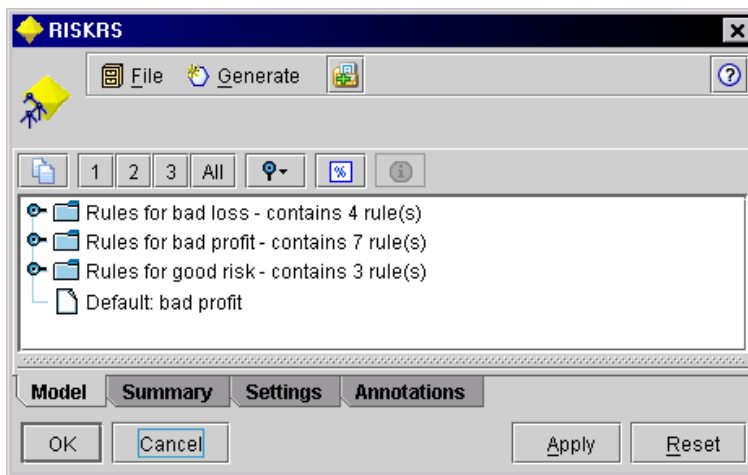 RISKRS
File Generate
1 2 3 All %
Rules for bad loss - contains 4 rule(s)
Rules for bad profit - contains 7 rule(s)
Rules for good risk - contains 3 rule(s)
Default: bad profit
Model Summary Settings Annotations
OK Cancel Apply Reset